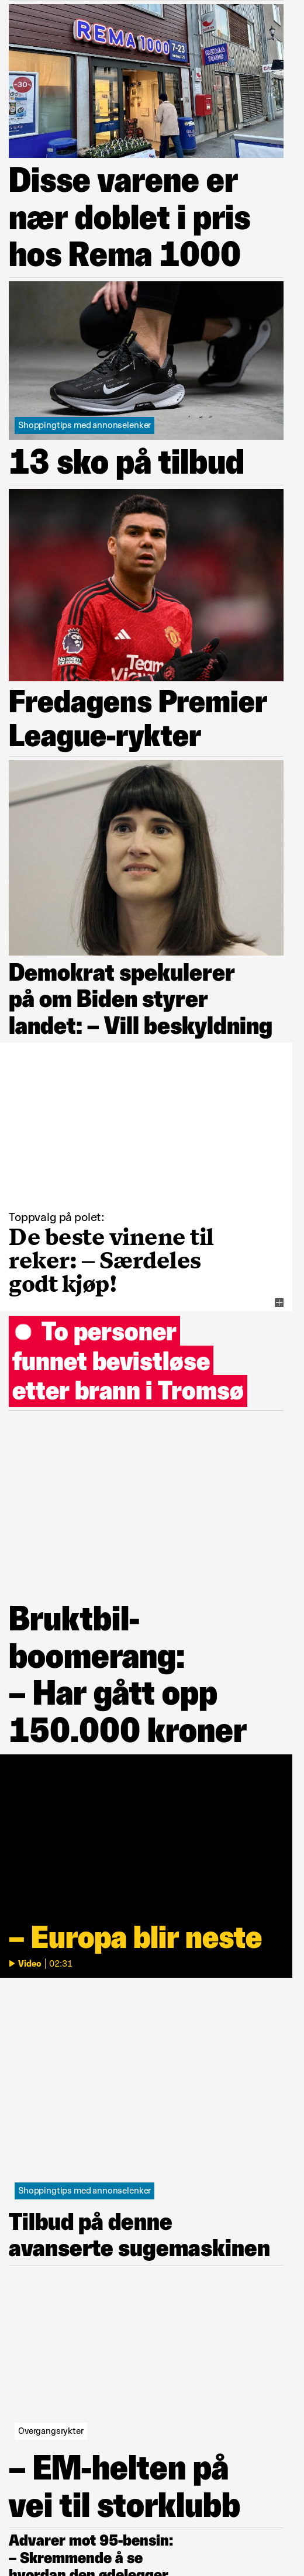 REMA 1000
7-23
REMA
1000
-30%
Disse varene er
nær doblet i pris
hos Rema 1000
Shoppingtips med annonselenker
13 sko på tilbud
Team
Fredagens Premier
League-rykter
Demokrat spekulerer
på om Biden styrer
landet: – Vill beskyldning
Toppvalg på polet:
De beste vinene til
reker: – Særdeles
godt kjøp!
To personer
funnet bevistløse
etter brann i Tromsø
Bruktbil-
boomerang:
– Har gått opp
150.000 kroner
– Europa blir neste
Video | 02:31
Shoppingtips med annonselenker
Tilbud på denne
avanserte sugemaskinen
Overgangsrykter
– EM-helten på
vei til storklubb
Advarer mot 95-bensin:
– Skremmende å se
hvordan den ødelegger